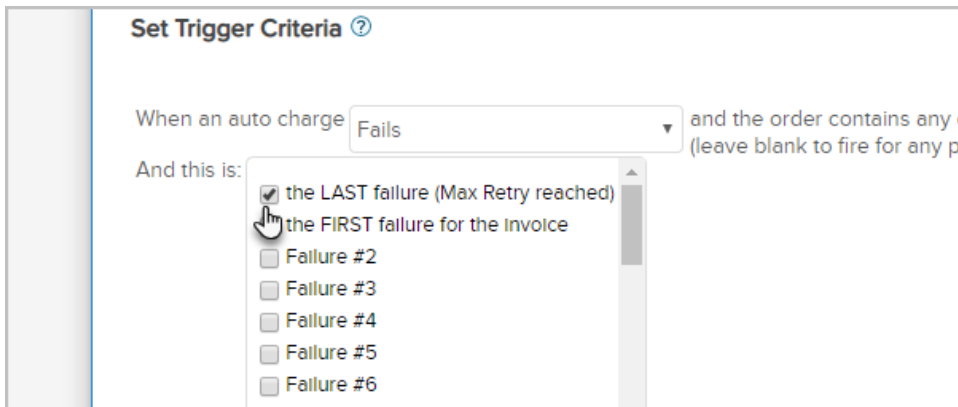 Set Trigger Criteria ?
When an auto charge Fails and the order contains any
(leave blank to fire for any p
And this is:
the LAST failure (Max Retry reached)
the FIRST failure for the Invoice
Failure #2
Failure #3
Failure #4
Failure #5
Failure #6